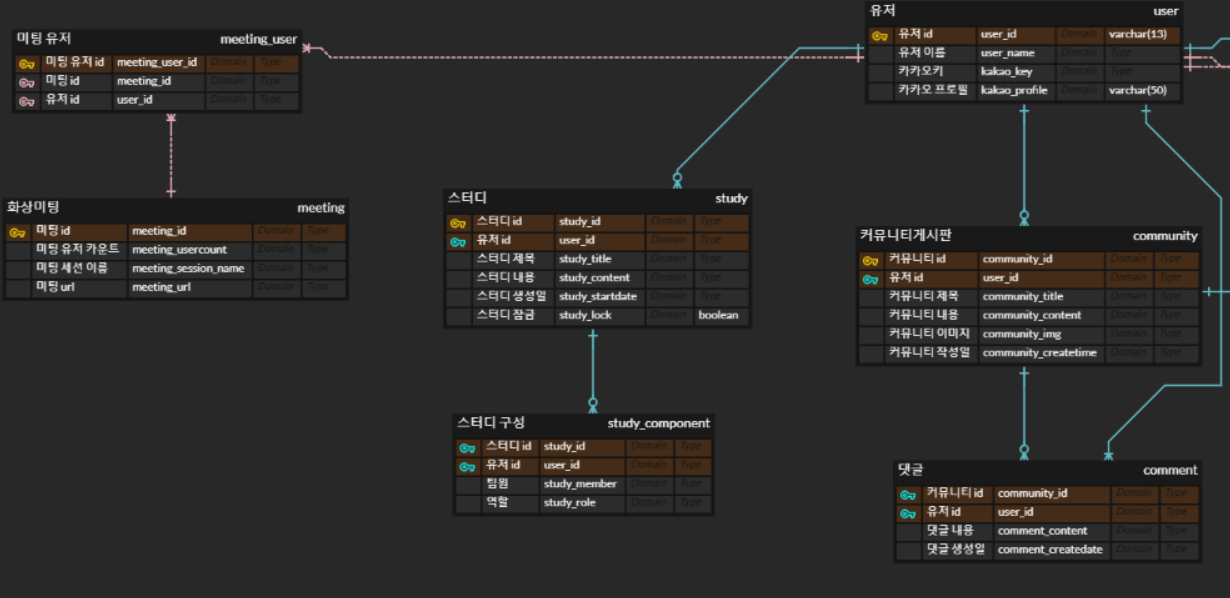 미팅 유저 meeting_user
미팅 유저 id meeting_user_id Domain Type
미팅 id meeting_id Domain Type
유저 id user_id Domain Type
유저 user
유저 id user_id Domain varchar(13)
유저 이름 user_name Domain Type
카카오키 kakao_key Domain Type
카카오 프로필 kakao_profile Domain varchar(50)
화상미팅 meeting
미팅 id meeting_id Domain Type
미팅 유저 카운트 meeting_usercount Domain Type
미팅 세션 이름 meeting_session_name Domain Type
미팅 url meeting_url Domain Type
스터디 study
스터디 id study_id Domain Type
유저 id user_id Domain Type
스터디 제목 study_title Domain Type
스터디 내용 study_content Domain Type
스터디 생성일 study_startdate Domain Type
스터디 잠금 study_lock Domain boolean
커뮤니티게시판 community
커뮤니티 id community_id Domain Type
유저 id user_id Domain Type
커뮤니티 제목 community_title Domain Type
커뮤니티 내용 community_content Domain Type
커뮤니티 이미지 community_img Domain Type
커뮤니티 작성일 community_createtime Domain Type
스터디 구성 study_component
스터디 id study_id Domain Type
유저 id user_id Domain Type
팀원 study_member Domain Type
역할 study_role Domain Type
댓글 comment
커뮤니티 id community_id Domain Type
유저 id user_id Domain Type
댓글 내용 comment_content Domain Type
댓글 생성일 comment_createdate Domain Type